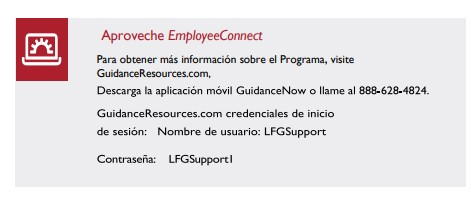 Aproveche EmployeeConnect
Para obtener más información sobre el Programa, visite
GuidanceResources.com,
Descarga la aplicación móvil GuidanceNow o llame al 888-628-4824.
GuidanceResources.com credenciales de inicio
de sesión: Nombre de usuario: LFGSupport
Contraseña: LFGSupport1